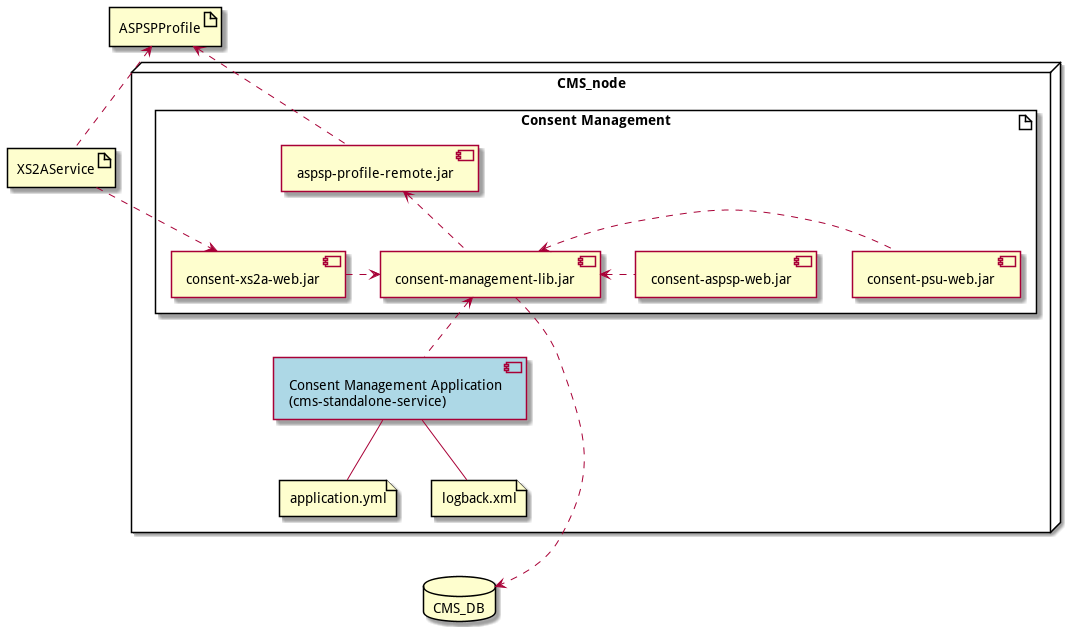 ASPSPProfile
CMS_node
Consent Management
XS2AService
aspsp-profile-remote.jar
consent-xs2a-web.jar
consent-management-lib.jar
consent-aspsp-web.jar
consent-psu-web.jar
Consent Management Application
(cms-standalone-service)
application.yml
logback.xml
CMS_DB